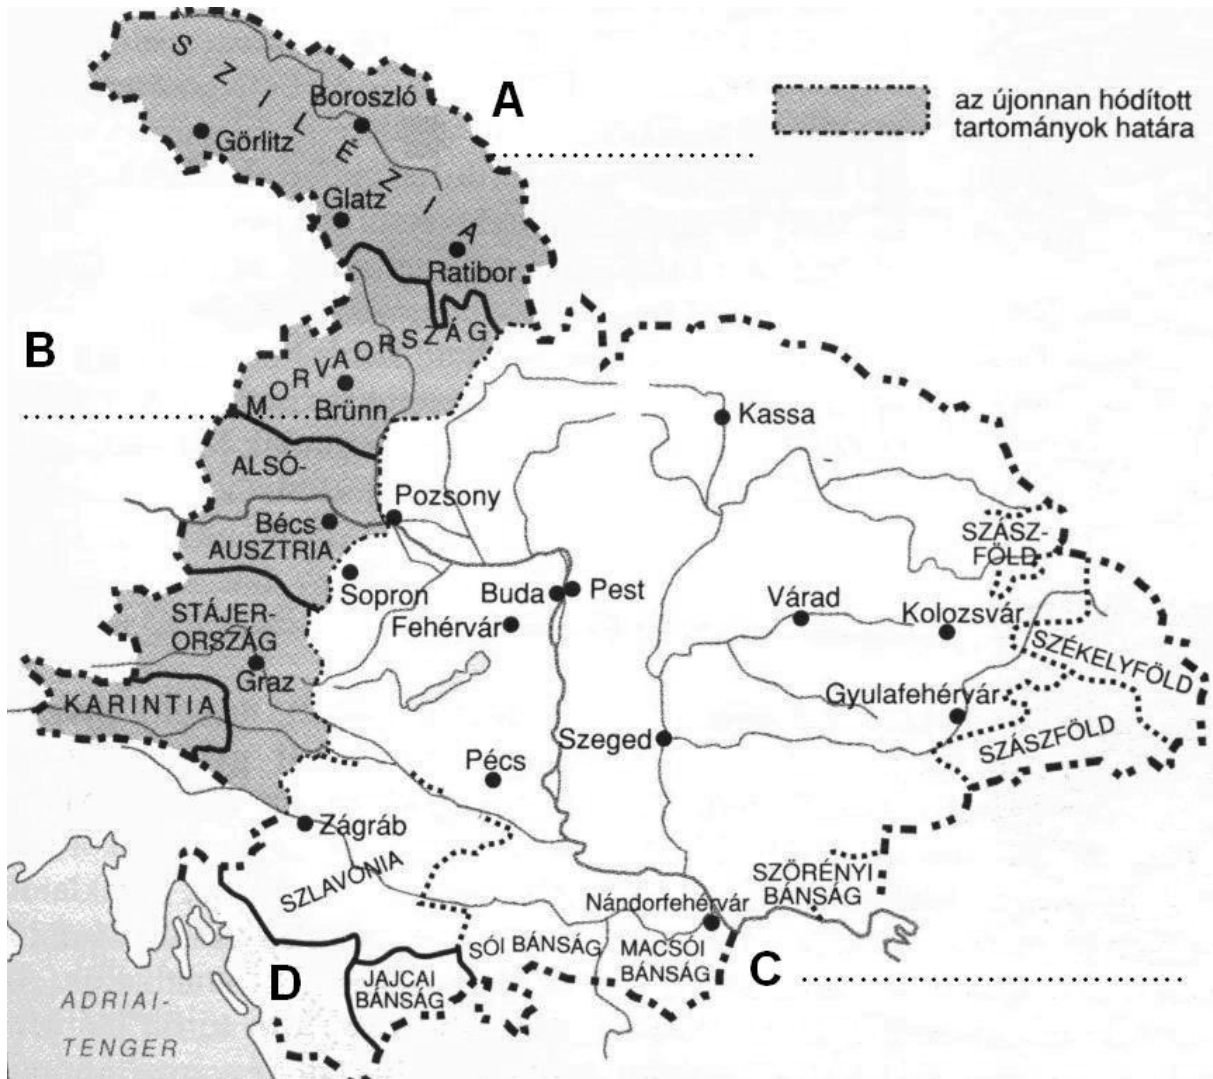 SZILÉZIA
Boroszló
A
az újonnan hódított
tartományok határa
Görlitz
Glatz
Ratibor
B
MORVAORSZÁG
Brünn
Kassa
ALSÓ-
AUSZTRIA
Pozsony
Bécs
SZÁSZ-
FÖLD
Sopron
Buda
Pest
Várad
Kolozsvár
STÁJER-
ORSZÁG
Fehérvár
SZÉKELYFÖLD
Graz
KARINTIA
Gyulafehérvár
SZÁSZFÖLD
Szeged
Pécs
Zágráb
SZLAVÓNIA
SZÖRÉNYI
BÁNSÁG
Nándorfehérvár
SÓI BÁNSÁG
MACSÓI
BÁNSÁG
C
D
JAJCAI
BÁNSÁG
ADRIAI-
TENGER